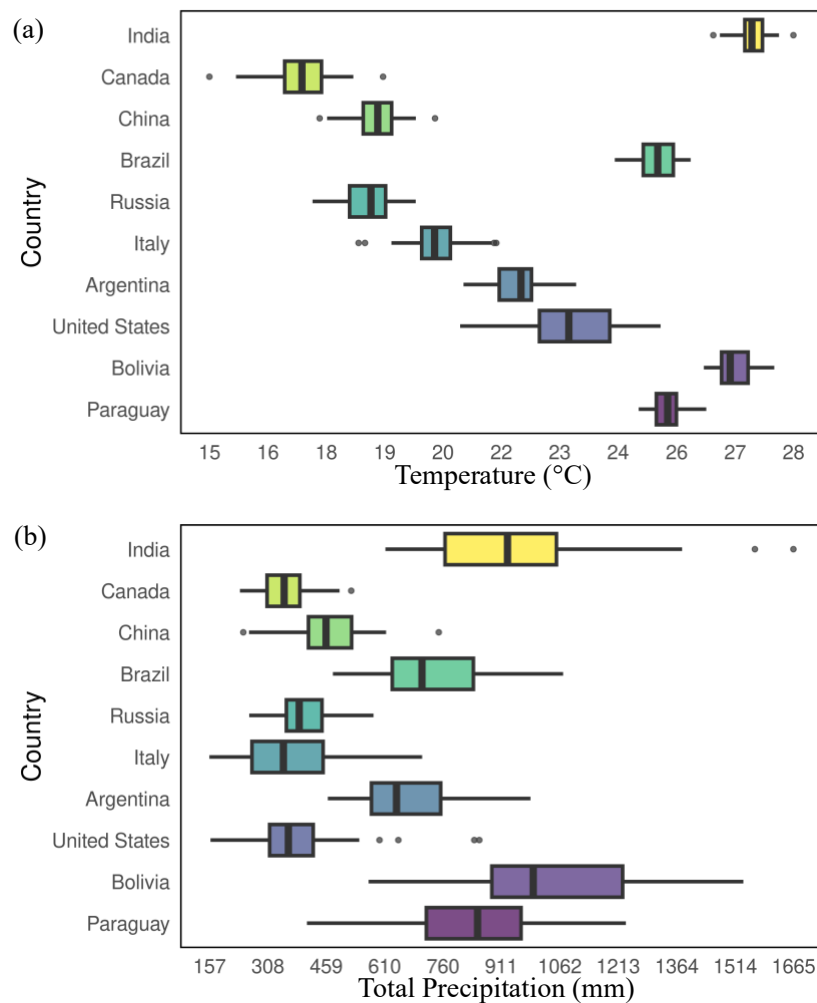 (a)
India
Canada
China
Brazil
Russia
Italy
Argentina
United States
Bolivia
Paraguay
Country
15 16 18 19 20 22 23 24 26 27 28
Temperature (°C)
(b)
India
Canada
China
Brazil
Russia
Italy
Argentina
United States
Bolivia
Paraguay
Country
157 308 459 610 760 911 1062 1213 1364 1514 1665
Total Precipitation (mm)